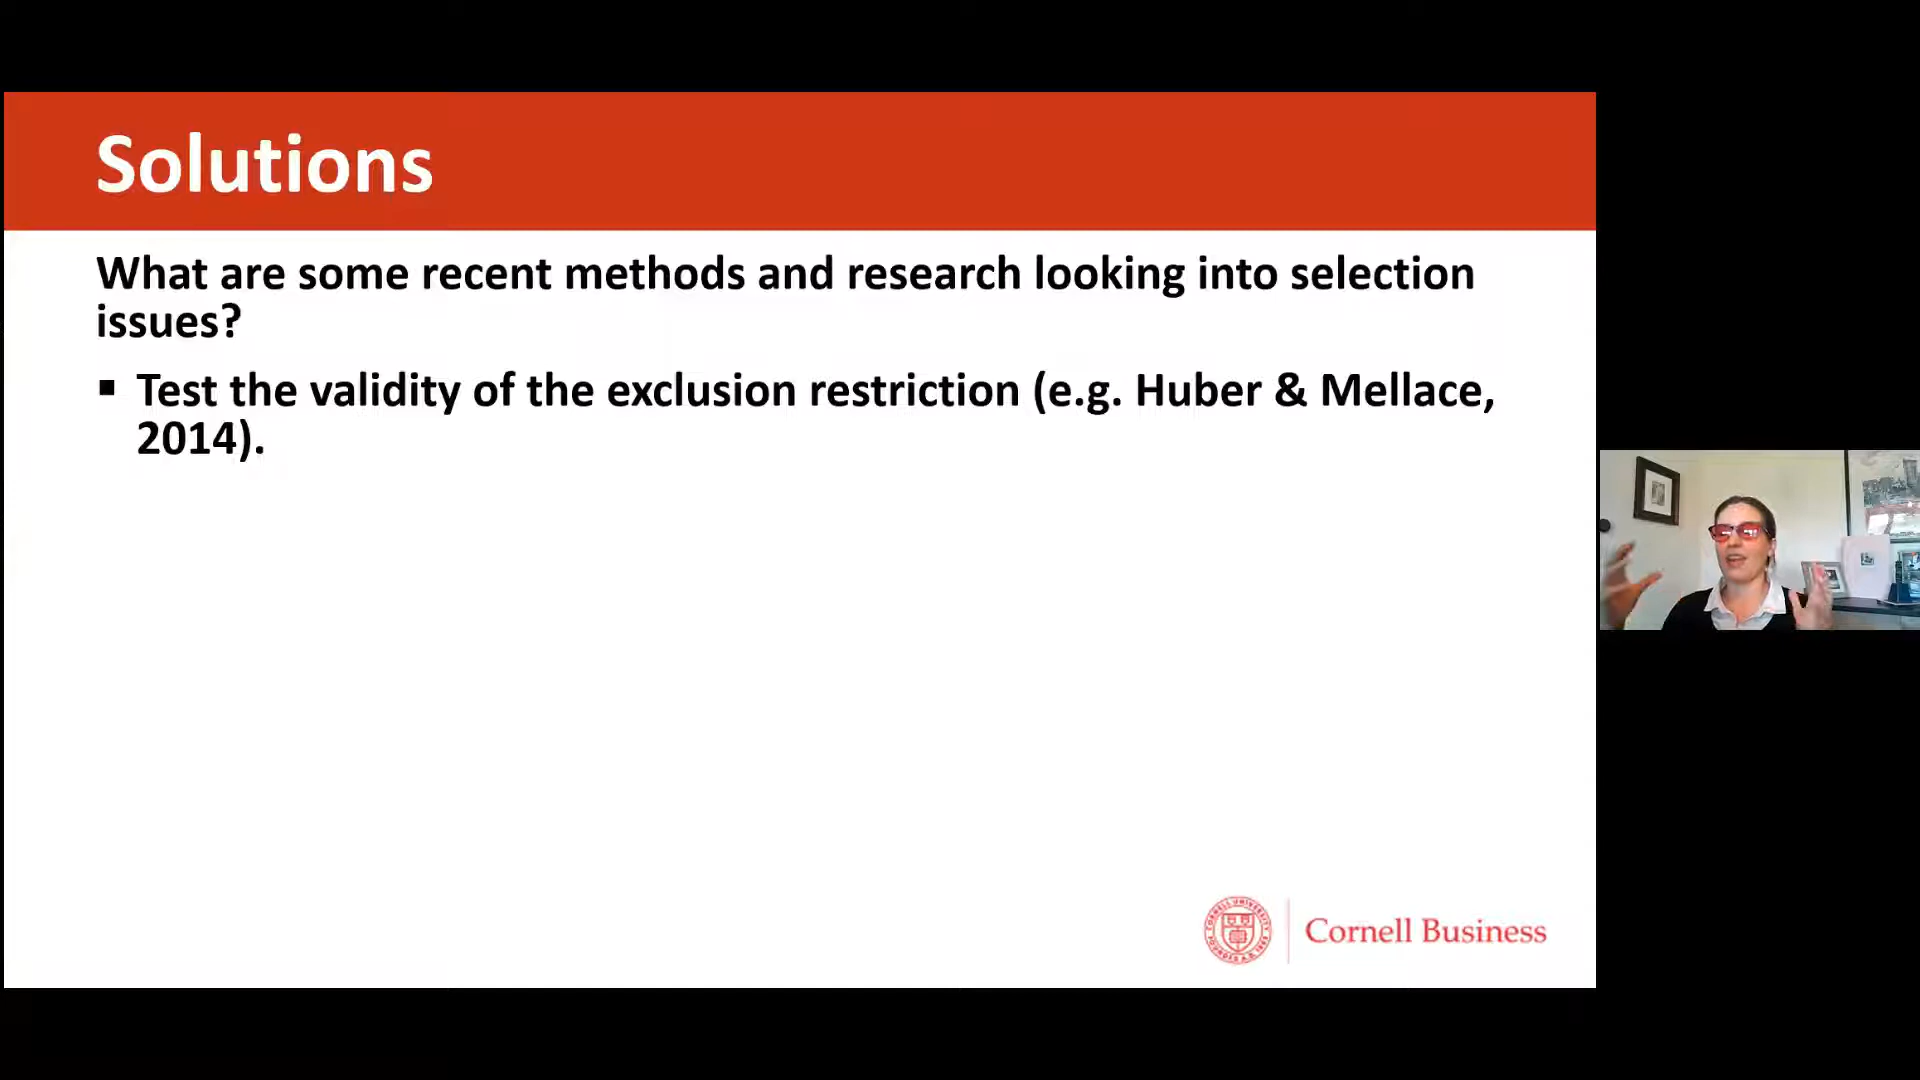 Solutions
What are some recent methods and research looking into selection
issues?
▪ Test the validity of the exclusion restriction (e.g. Huber & Mellace,
2014).
Cornell Business